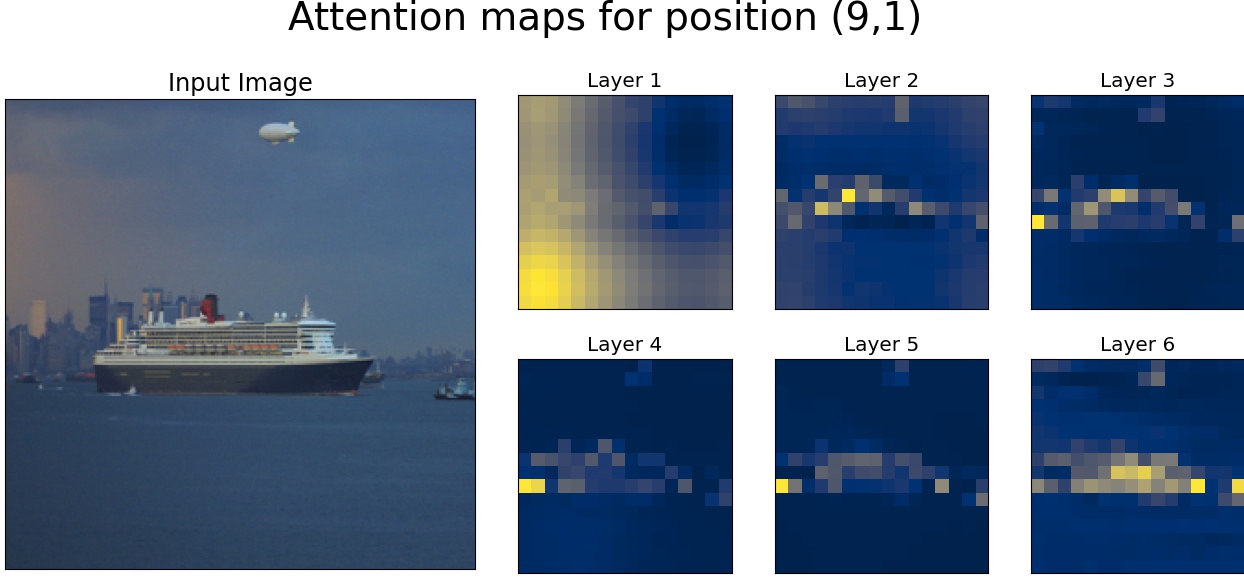 Attention maps for position (9,1)
Input Image
Layer 1
Layer 2
Layer 3
Layer 4
Layer 5
Layer 6